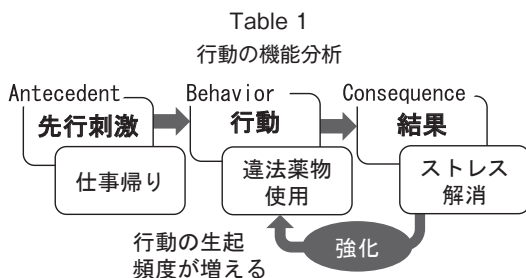 Table 1
行動の機能分析
Antecedent
先行刺激
仕事帰り
Behavior
行動
違法薬物
使用
Consequence
結果
ストレス
解消
強化
行動の生起
頻度が増える